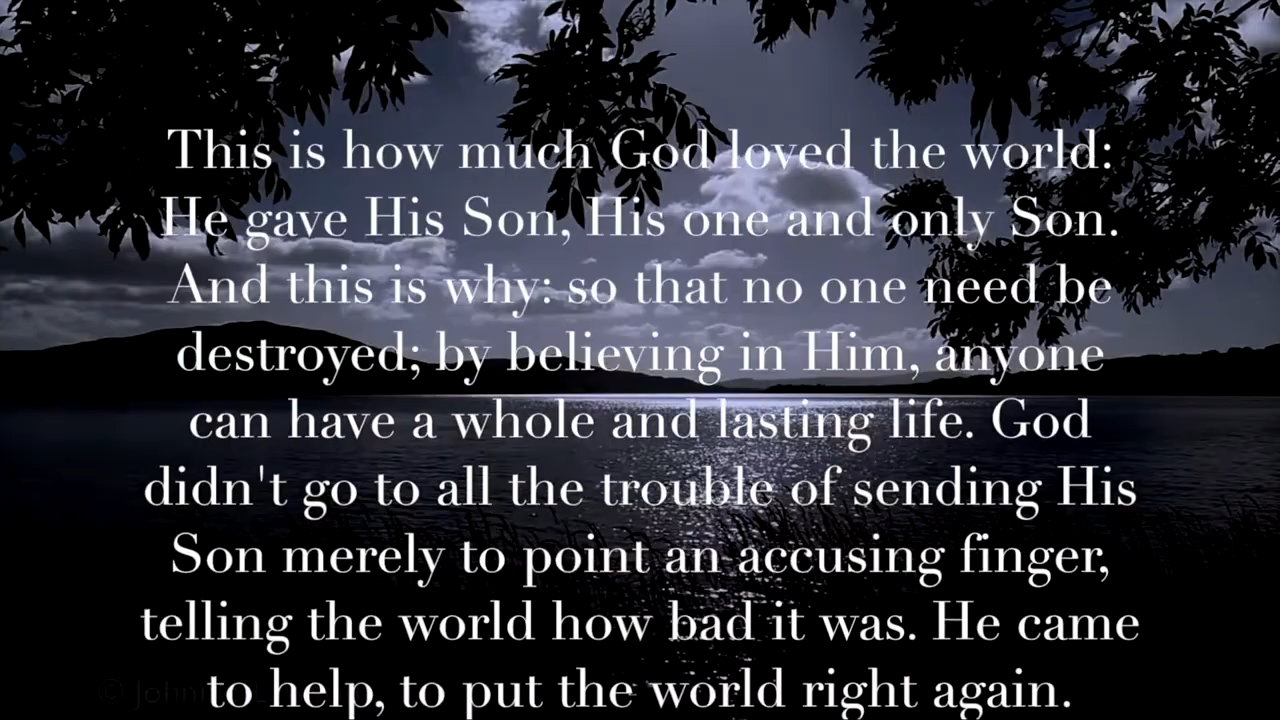 This is how much God loved the world:
He gave His Son, His one and only Son.
And this is why: so that no one need be
destroyed; by believing in Him, anyone
can have a whole and lasting life. God
didn't go to all the trouble of sending His
Son merely to point an accusing finger,
telling the world how bad it was. He came
to help, to put the world right again.
©